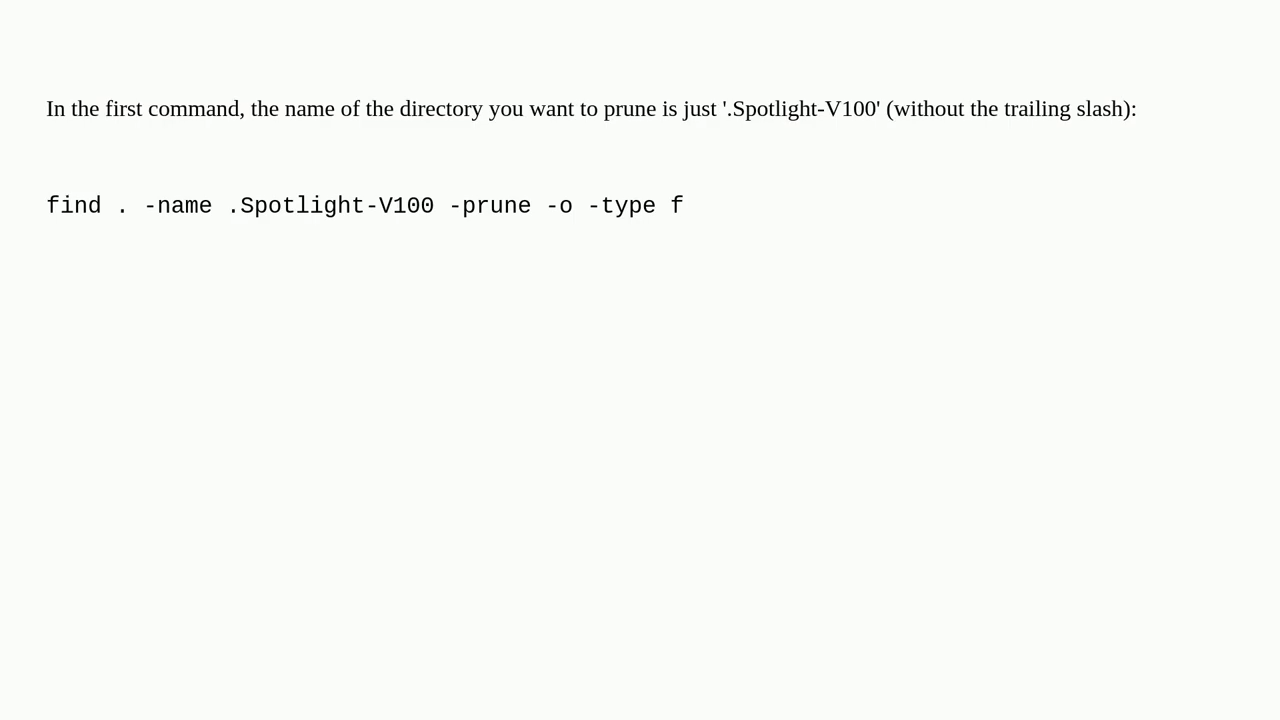 In the first command, the name of the directory you want to prune is just '.Spotlight-V100' (without the trailing slash):
find . -name .Spotlight-V100 -prune -o -type f